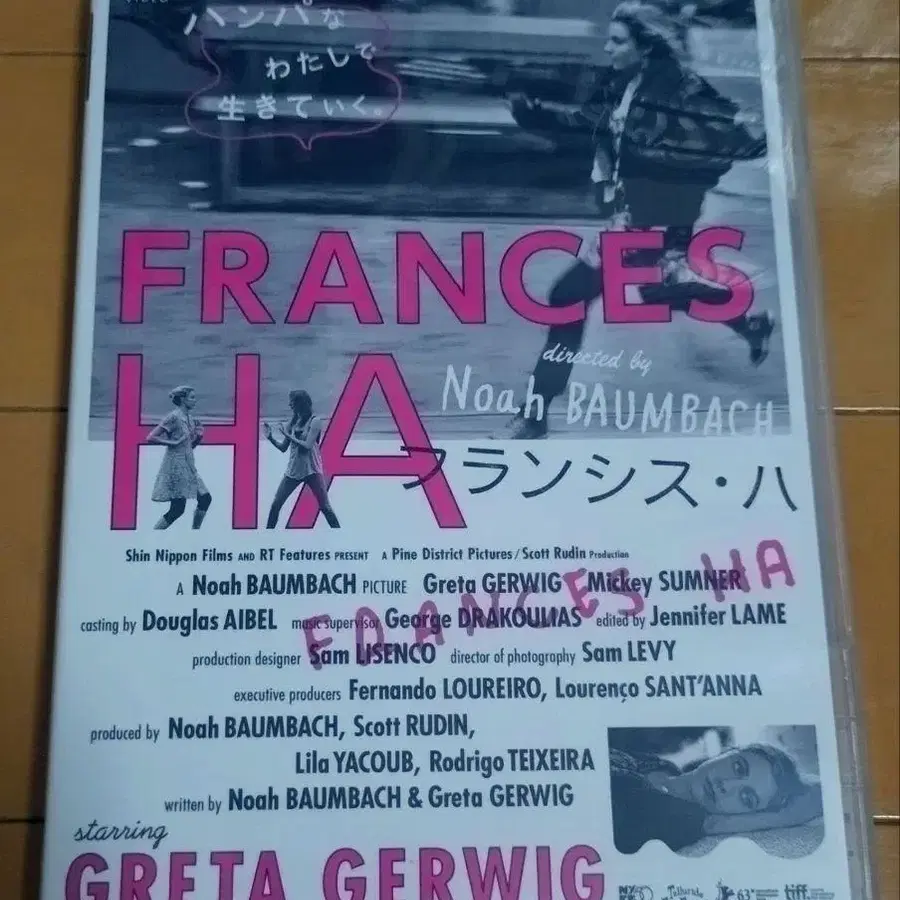 ハンパな
わたしで
生きていく。
FRANCES
HA
directed by
Noah BAUMBACH
フランシス・ハ
Shin Nippon Films AND RT Features PRESENT A Pine District Pictures / Scott Rudin Production
A Noah BAUMBACH PICTURE Greta GERWIG Mickey SUMNER
FRANCES HA
casting by Douglas AIBEL music supervisor George DRAKOULIAS edited by Jennifer LAME
production designer Sam LISENCO director of photography Sam LEVY
executive producers Fernando LOUREIRO, Lourenço SANT'ANNA
produced by Noah BAUMBACH, Scott RUDIN,
Lila YACOUB, Rodrigo TEIXEIRA
written by Noah BAUMBACH & Greta GERWIG
starring
GRETA GERWIG
63 tiff.